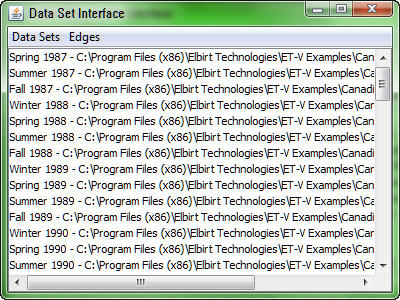 Data Set Interface
Data Sets Edges
Spring 1987 - C:\Program Files (x86)\Elbirt Technologies\ET-V Examples\Canadi
Summer 1987 - C:\Program Files (x86)\Elbirt Technologies\ET-V Examples\Ca
Fall 1987 - C:\Program Files (x86)\Elbirt Technologies\ET-V Examples\Canadi
Winter 1988 - C:\Program Files (x86)\Elbirt Technologies\ET-V Examples\Can
Spring 1988 - C:\Program Files (x86)\Elbirt Technologies\ET-V Examples\Can
Summer 1988 - C:\Program Files (x86)\Elbirt Technologies\ET-V Examples\Ca
Fall 1988 - C:\Program Files (x86)\Elbirt Technologies\ET-V Examples\Canadi
Winter 1989 - C:\Program Files (x86)\Elbirt Technologies\ET-V Examples\Can
Spring 1989 - C:\Program Files (x86)\Elbirt Technologies\ET-V Examples\Can
Summer 1989 - C:\Program Files (x86)\Elbirt Technologies\ET-V Examples\Ca
Fall 1989 - C:\Program Files (x86)\Elbirt Technologies\ET-V Examples\Canadi
Winter 1990 - C:\Program Files (x86)\Elbirt Technologies\ET-V Examples\Can
Spring 1990 - C:\Program Files (x86)\Elbirt Technologies\ET-V Examples\Can
Summer 1990 - C:\Program Files (x86)\Elbirt Technologies\ET-V Examples\Ca